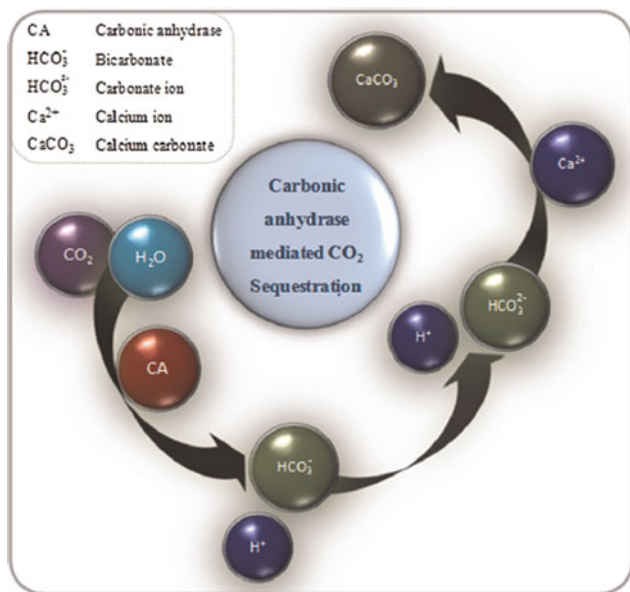 CA Carbonic anhydrase
HCO₃⁻ Bicarbonate
HCO₃²⁻ Carbonate ion
Ca²⁺ Calcium ion
CaCO₃ Calcium carbonate
CaCO₃
Ca²⁺
Carbonic
anhydrase
mediated CO₂
Sequestration
CO₂
H₂O
CA
HCO₃²⁻
H⁺
HCO₃⁻
H⁺